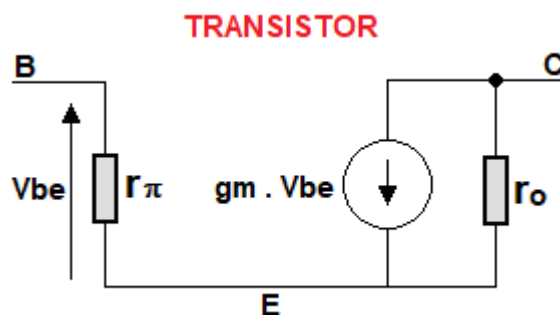 TRANSISTOR
B
C
Vbe
rπ
gm . Vbe
ro
E